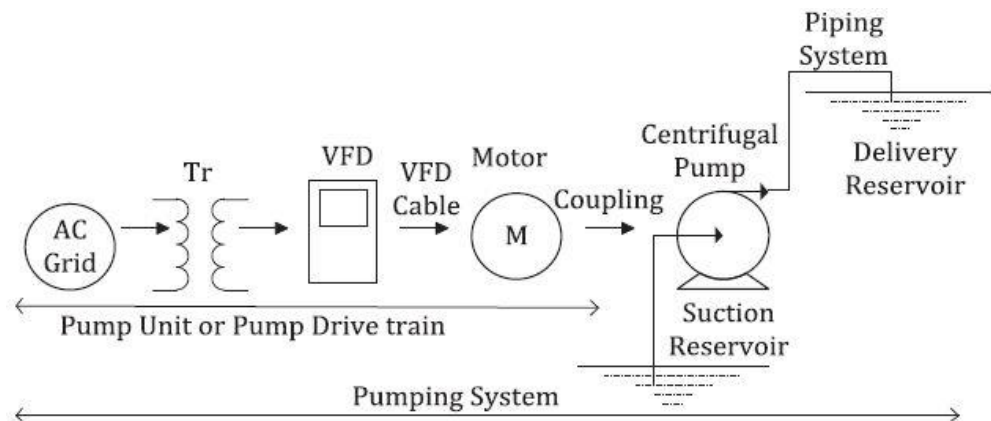 Piping
System
Centrifugal
Pump
Delivery
Reservoir
VFD
Motor
Tr
VFD
Cable
Coupling
AC
Grid
M
Pump Unit or Pump Drive train
Suction
Reservoir
Pumping System